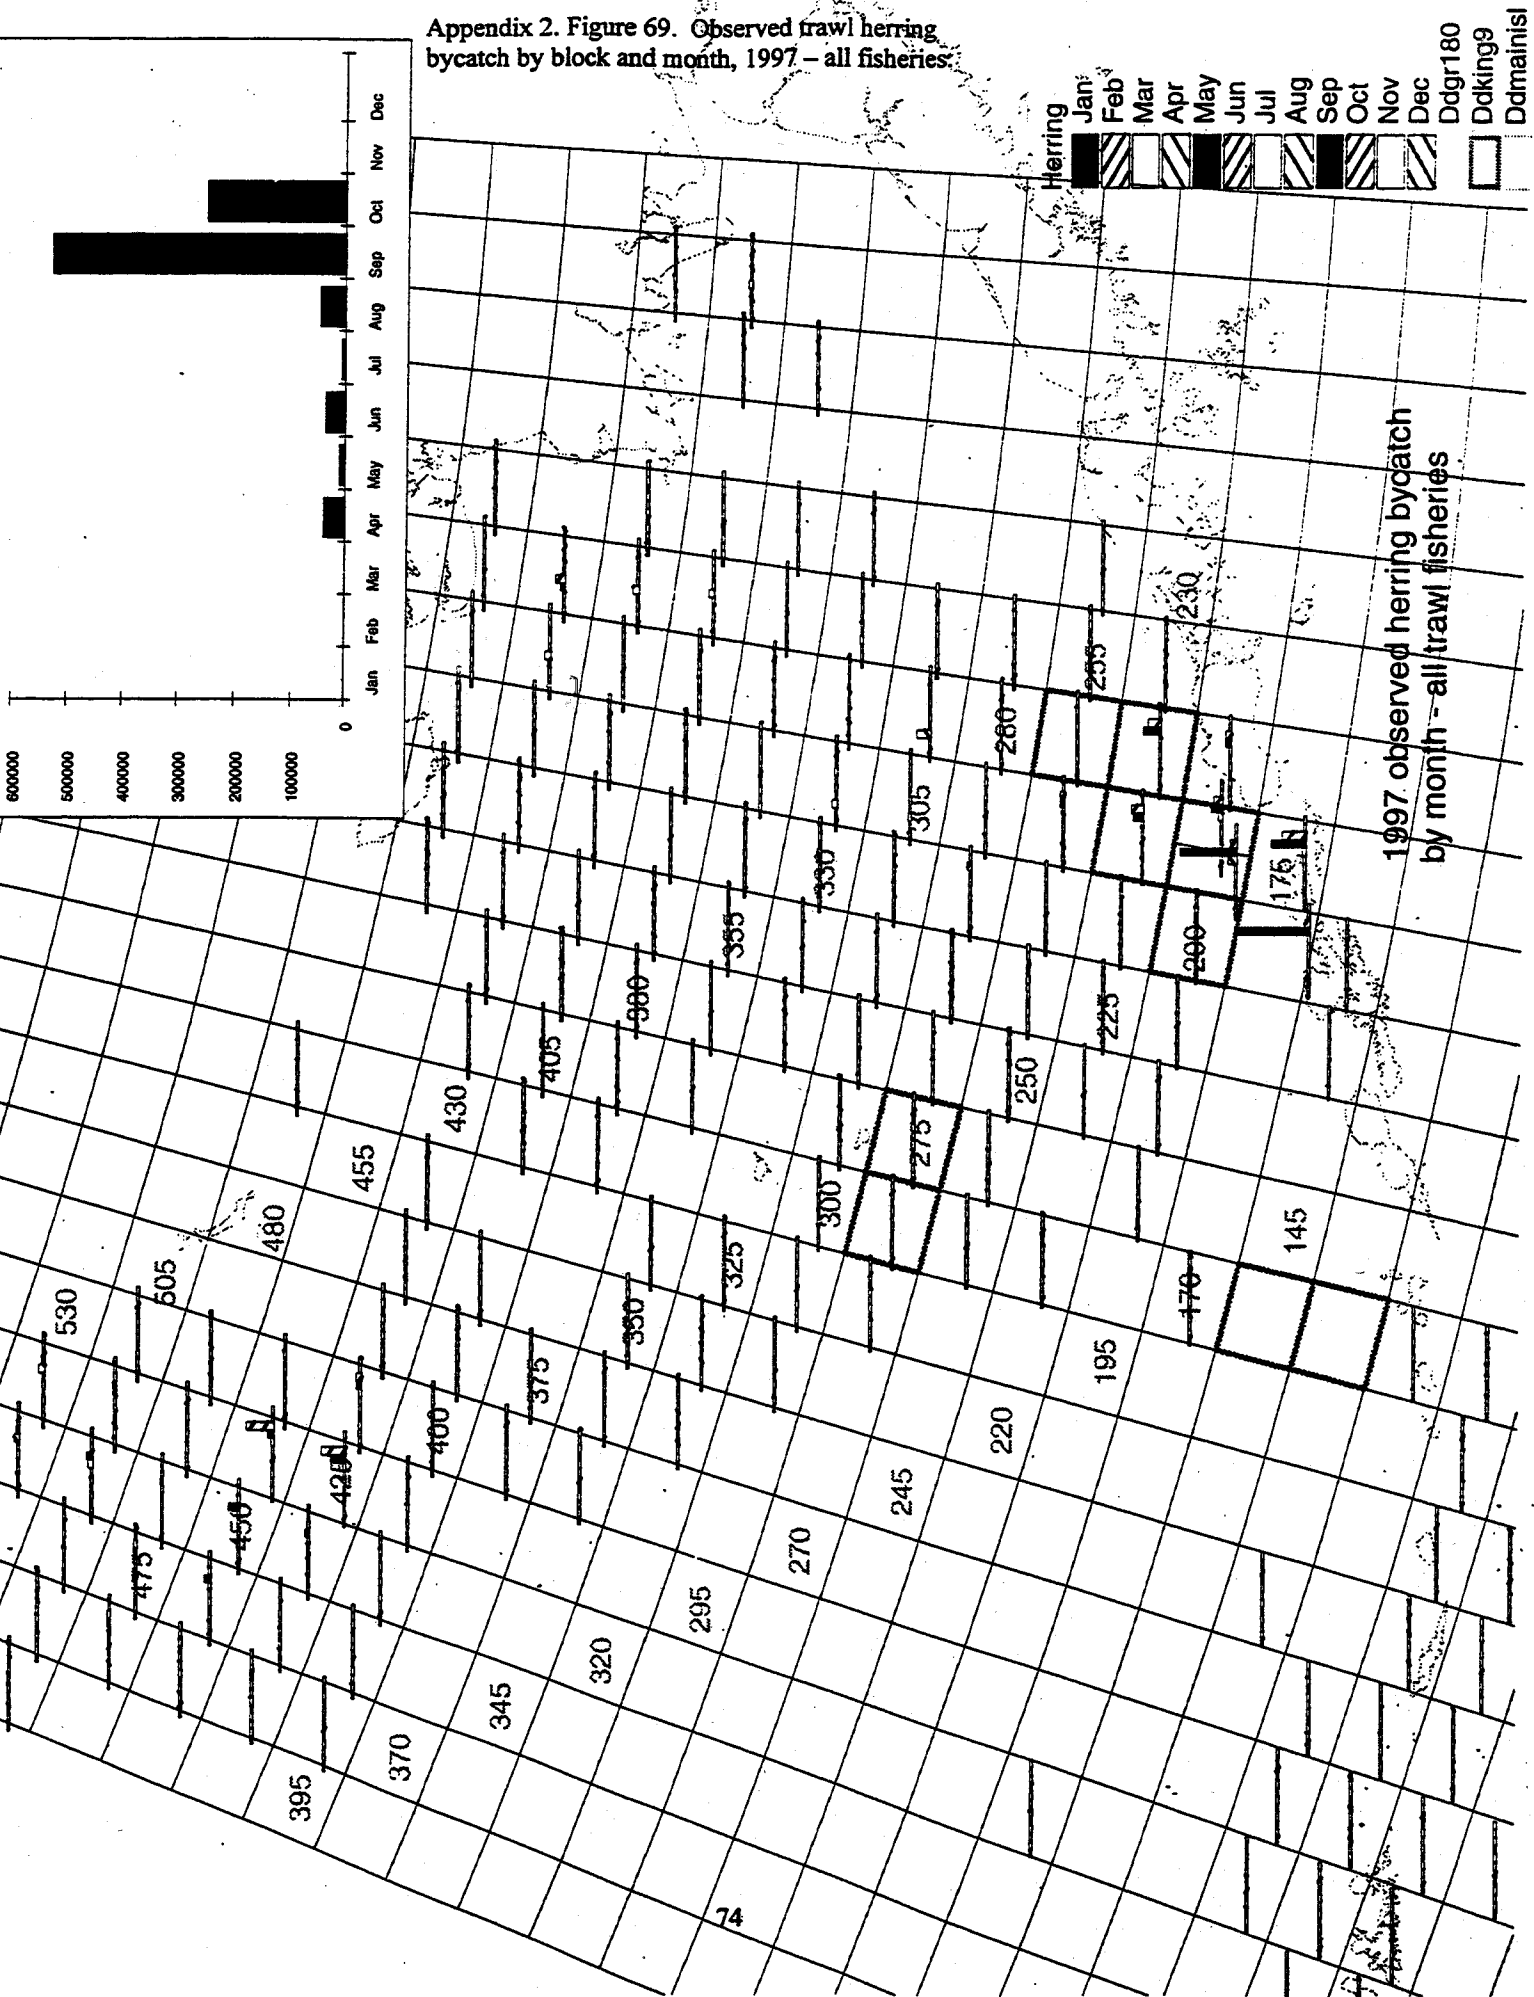 Appendix 2. Figure 69. Observed trawl herring
bycatch by block and month, 1997 – all fisheries.
600000
500000
400000
300000
200000
100000
0
Jan
Feb
Mar
Apr
May
Jun
Jul
Aug
Sep
Oct
Nov
Dec
Herring
Jan
Feb
Mar
Apr
May
Jun
Jul
Aug
Sep
Oct
Nov
Dec
Ddgr180
Ddking9
Ddmainisl
1997 observed herring bycatch
by month - all trawl fisheries
530
505
480
455
430
405
380
355
330
305
280
255
230
475
450
420
400
375
350
325
300
275
250
225
200
175
395
370
345
320
295
270
245
220
195
170
145
74